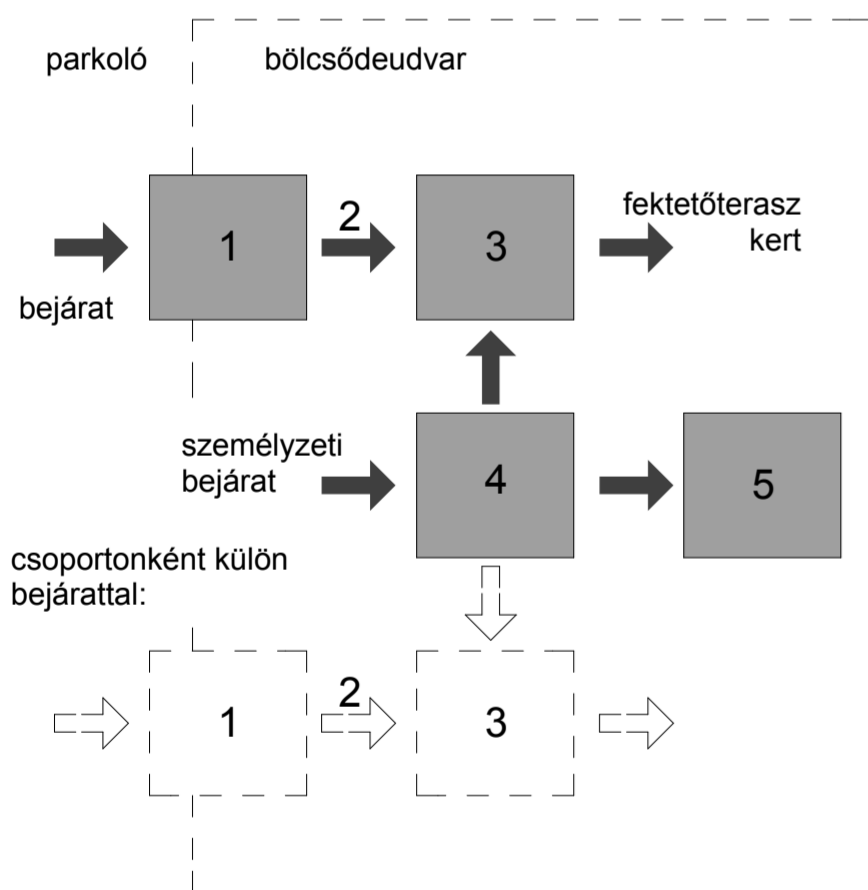 parkoló
bölcsődeudvar
1
2
3
fektetőterasz
kert
bejárat
személyzeti
bejárat
4
5
csoportonként külön
bejárattal:
1
2
3